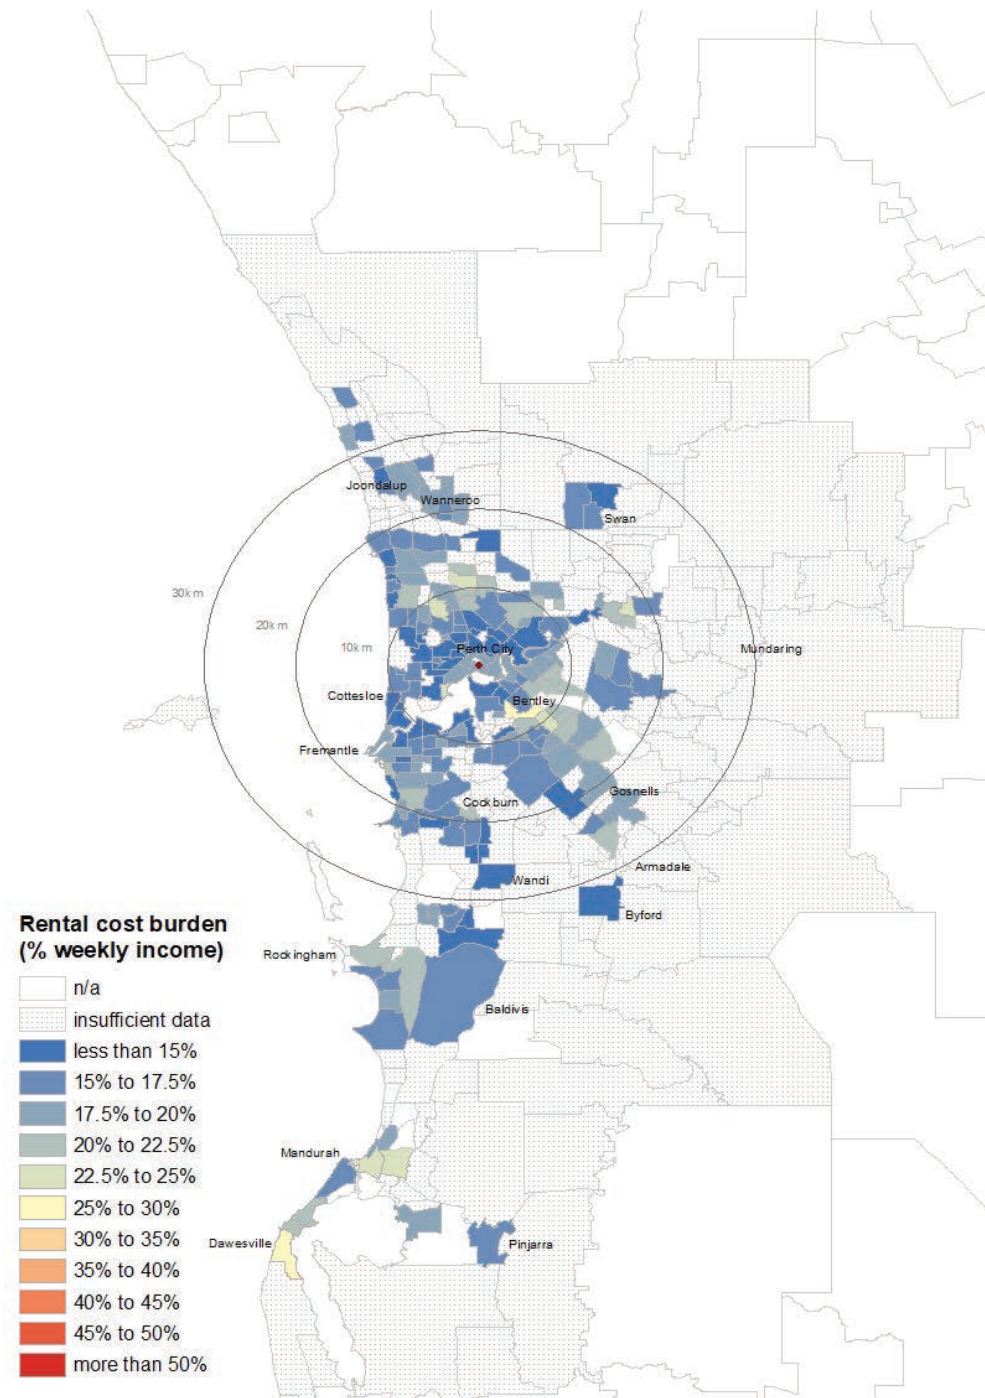 Joondalup
Wanneroo
Swan
30k m
20k m
10k m
Perth City
Mundaring
Cottesloe
Bentley
Fremantle
Gosnells
Cockburn
Armadale
Wandi
Byford
Rental cost burden
(% weekly income)
Rockingham
n/a
Baldivis
insufficient data
less than 15%
15% to 17.5%
17.5% to 20%
20% to 22.5%
Mandurah
22.5% to 25%
25% to 30%
30% to 35%
Dawesville
Pinjarra
35% to 40%
40% to 45%
45% to 50%
more than 50%